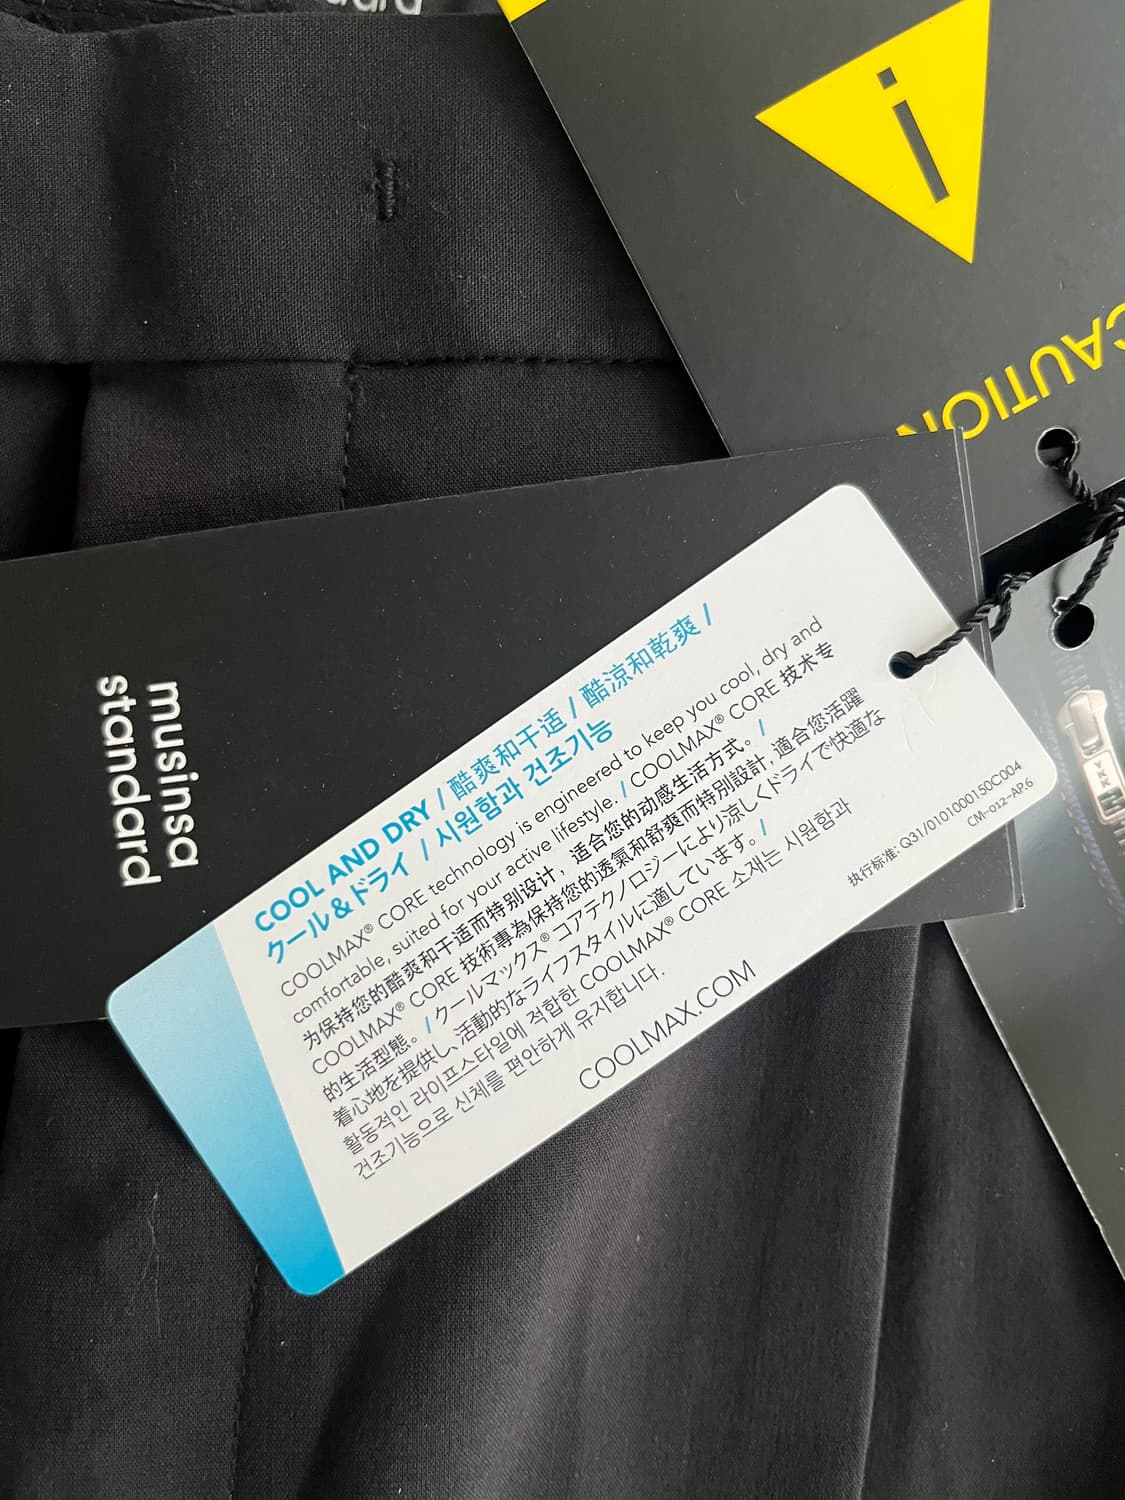 CAUTION
musinsa
standard
COOL AND DRY / 酷爽和干适 / 酷涼和乾爽 /
クール&ドライ / 시원함과 건조기능
COOLMAX® CORE technology is engineered to keep you cool, dry and
comfortable, suited for your active lifestyle. / COOLMAX® CORE 技术专
为保持您的酷爽和干适而特别设计，适合您的动感生活方式。/
COOLMAX® CORE 技術專為保持您的透氣和舒爽而特別設計, 適合您活躍
的生活型態。/ クールマックス® コアテクノロジーにより涼しくドライで快適な
着心地を提供し、活動的なライフスタイルに適しています。/
활동적인 라이프스타일에 적합한 COOLMAX® CORE 소재는 시원함과
건조기능으로 신체를 편안하게 유지합니다.
COOLMAX.COM
执行标准: Q31/0101000150C004
CM-012-AP.6